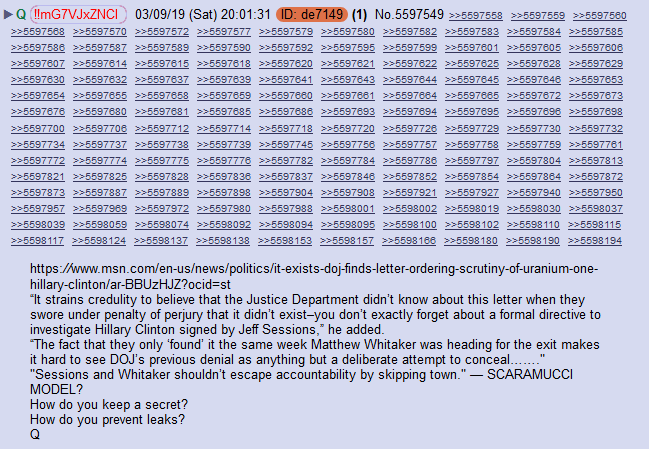 ▶ Q !!mG7VJxZNCI 03/09/19 (Sat) 20:01:31 ID: de7149 (1) No.5597549 >>5597558 >>5597559 >>5597560
>>5597568 >>5597570 >>5597572 >>5597577 >>5597579 >>5597580 >>5597582 >>5597583 >>5597584 >>5597585
>>5597586 >>5597587 >>5597589 >>5597590 >>5597592 >>5597595 >>5597599 >>5597601 >>5597605 >>5597606
>>5597607 >>5597614 >>5597615 >>5597618 >>5597620 >>5597621 >>5597622 >>5597625 >>5597628 >>5597629
>>5597630 >>5597632 >>5597637 >>5597639 >>5597641 >>5597643 >>5597644 >>5597645 >>5597646 >>5597653
>>5597654 >>5597655 >>5597658 >>5597659 >>5597660 >>5597661 >>5597664 >>5597665 >>5597672 >>5597673
>>5597676 >>5597680 >>5597681 >>5597685 >>5597686 >>5597693 >>5597694 >>5597695 >>5597696 >>5597698
>>5597700 >>5597706 >>5597712 >>5597714 >>5597718 >>5597720 >>5597726 >>5597729 >>5597730 >>5597732
>>5597734 >>5597737 >>5597738 >>5597739 >>5597745 >>5597756 >>5597757 >>5597758 >>5597759 >>5597761
>>5597772 >>5597774 >>5597775 >>5597776 >>5597782 >>5597784 >>5597786 >>5597797 >>5597804 >>5597813
>>5597821 >>5597825 >>5597828 >>5597836 >>5597837 >>5597846 >>5597852 >>5597854 >>5597864 >>5597872
>>5597873 >>5597887 >>5597889 >>5597898 >>5597904 >>5597908 >>5597921 >>5597927 >>5597940 >>5597950
>>5597957 >>5597969 >>5597972 >>5597980 >>5597988 >>5598001 >>5598002 >>5598019 >>5598030 >>5598037
>>5598039 >>5598059 >>5598074 >>5598092 >>5598094 >>5598095 >>5598100 >>5598102 >>5598110 >>5598115
>>5598117 >>5598124 >>5598137 >>5598138 >>5598153 >>5598157 >>5598166 >>5598180 >>5598190 >>5598194
https://www.msn.com/en-us/news/politics/it-exists-doj-finds-letter-ordering-scrutiny-of-uranium-one-
hillary-clinton/ar-BBUzHJZ?ocid=st
“It strains credulity to believe that the Justice Department didn’t know about this letter when they
swore under penalty of perjury that it didn’t exist–you don’t exactly forget about a formal directive to
investigate Hillary Clinton signed by Jeff Sessions,” he added.
“The fact that they only ‘found’ it the same week Matthew Whitaker was heading for the exit makes
it hard to see DOJ’s previous denial as anything but a deliberate attempt to conceal…….”
"Sessions and Whitaker shouldn’t escape accountability by skipping town." — SCARAMUCCI
MODEL?
How do you keep a secret?
How do you prevent leaks?
Q